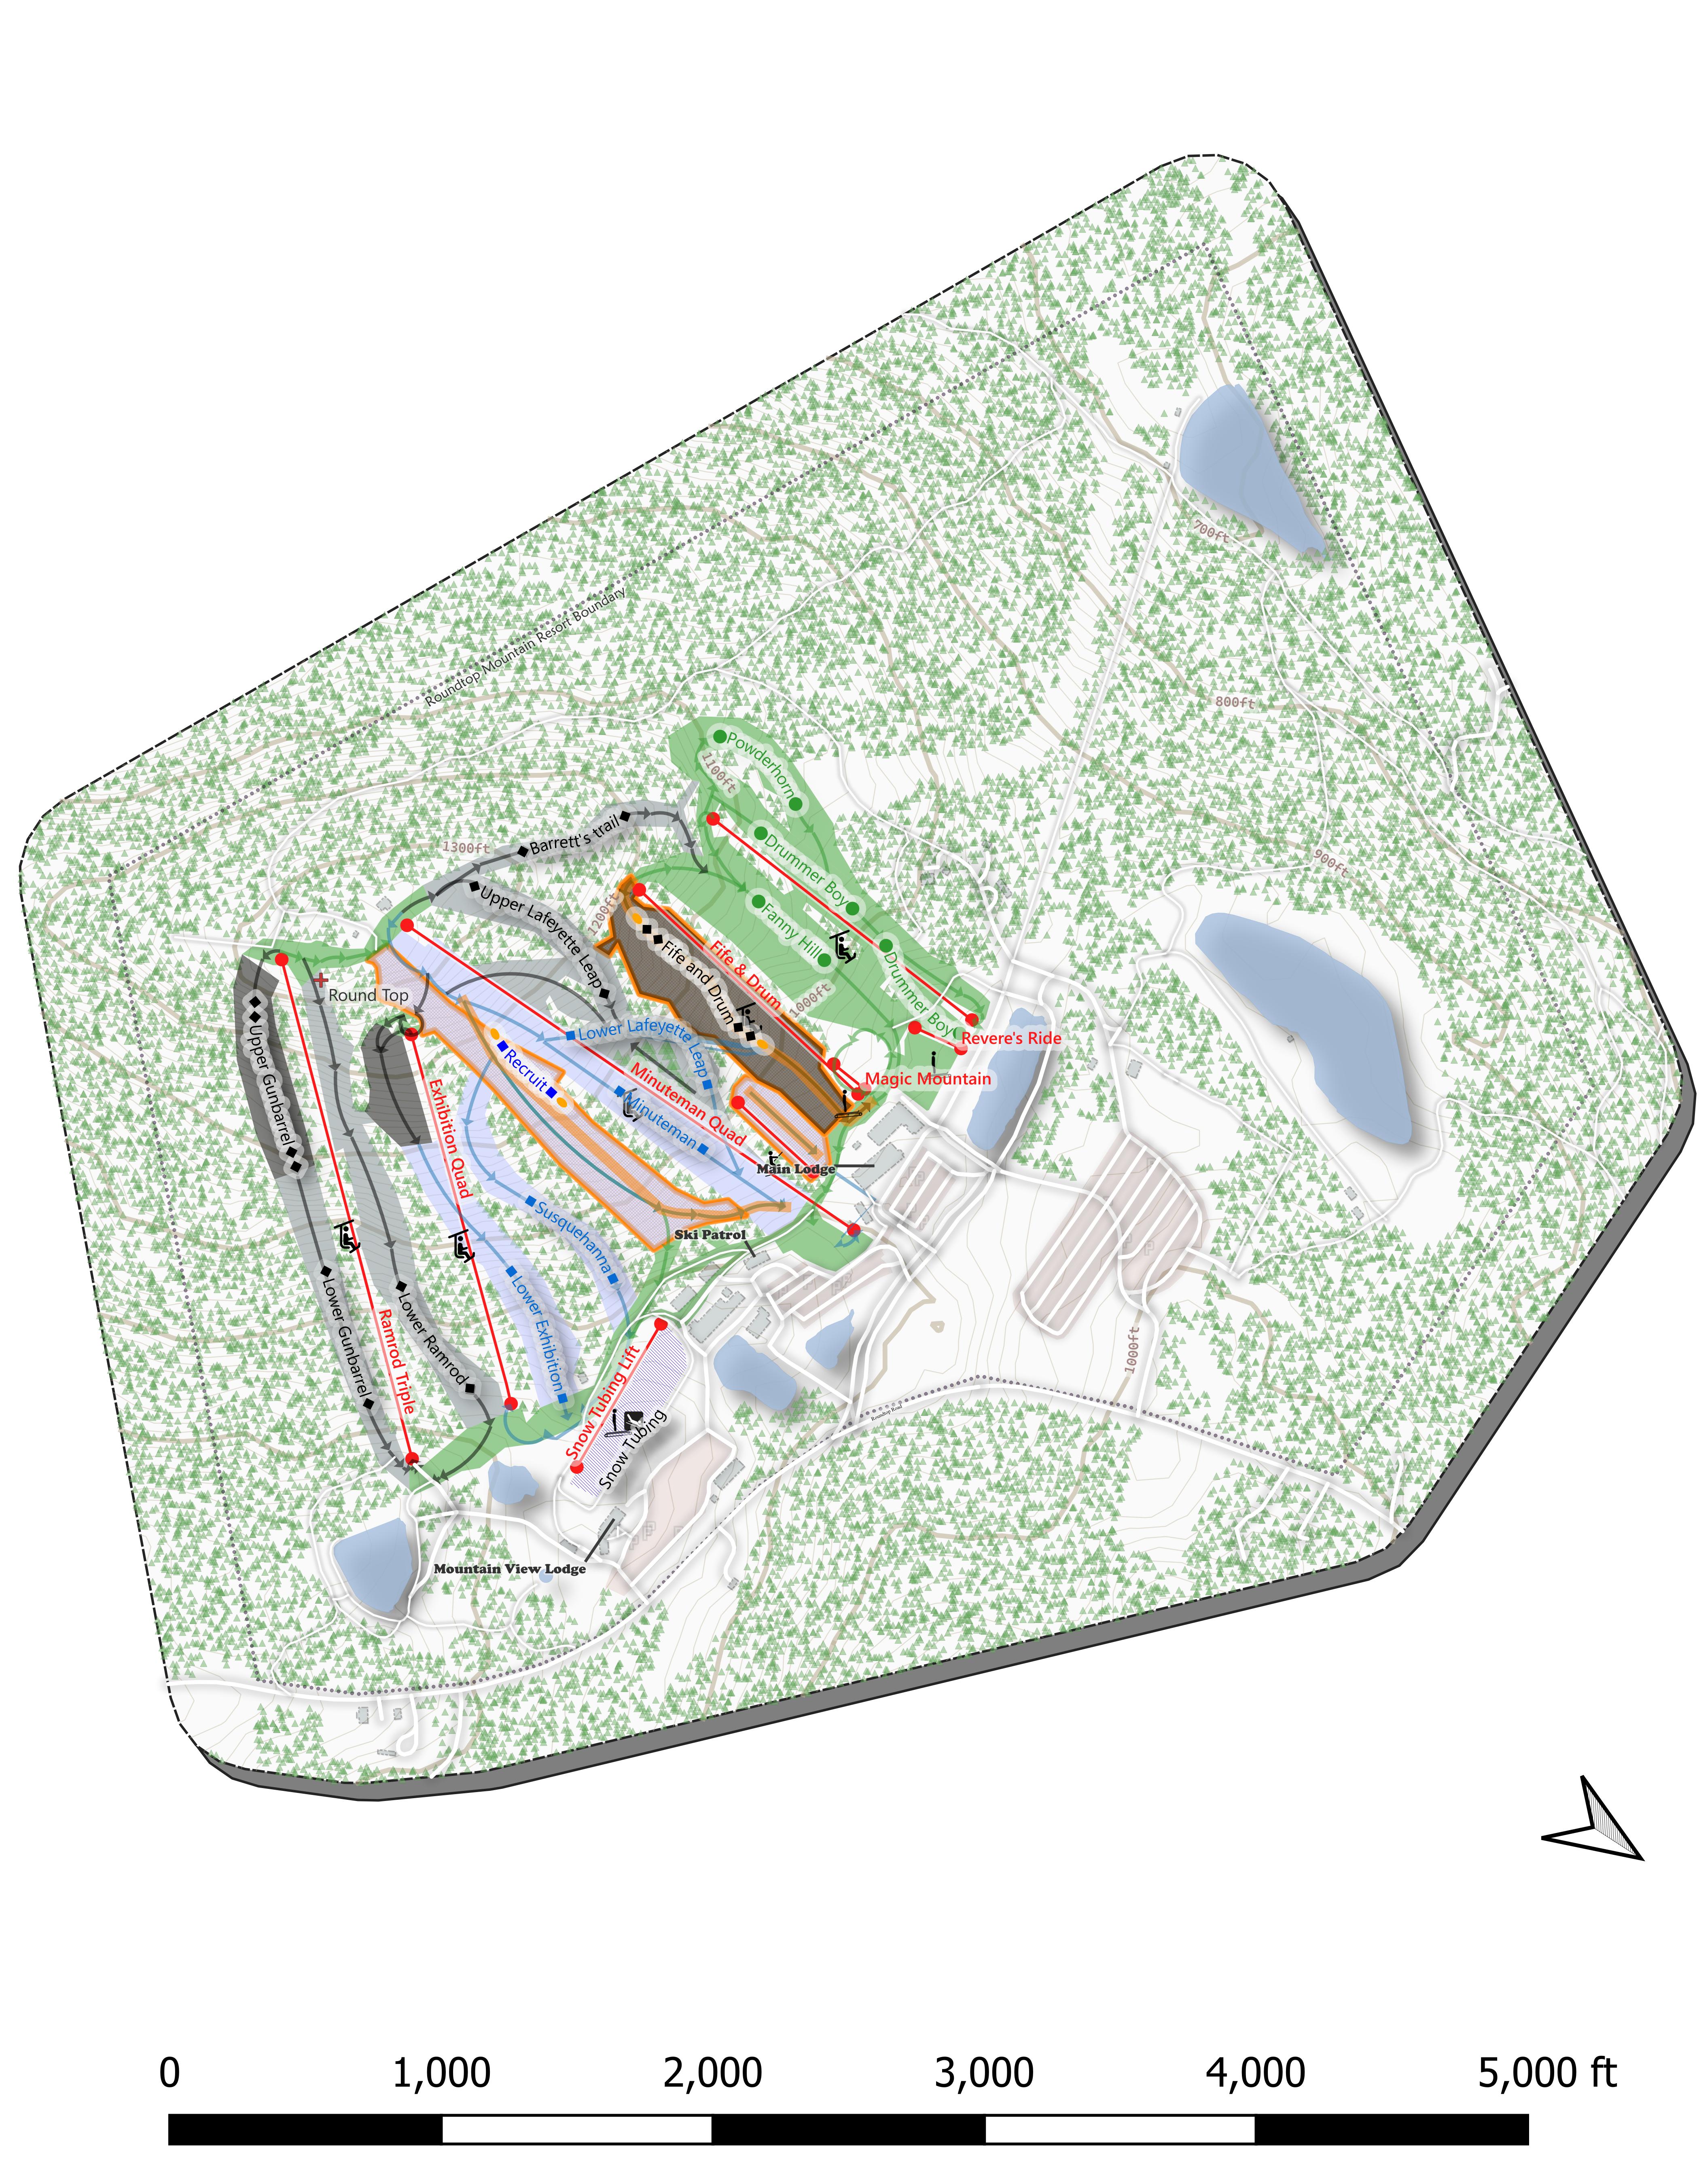 700ft
Roundtop Mountain Resort Boundary
800ft
Powderhorn
1100ft
Barrett's trail
1300ft
Drummer Boy
900ft
Upper Lafeyette Leap
1200ft
Fanny Hill
Fife and Drum
Fife & Drum
Drummer Boy
Round Top
1000ft
Lower Lafeyette Leap
Revere's Ride
Recruit
Minuteman Quad
Magic Mountain
Upper Gunbarrel
Exhibition Quad
Minuteman
Main Lodge
Susquehanna
Ski Patrol
Lower Gunbarrel
Ramrod Triple
Lower Ramrod
Lower Exhibition
1000ft
Snow Tubing Lift
Roundtop Road
Snow Tubing
Mountain View Lodge
0 1,000 2,000 3,000 4,000 5,000 ft